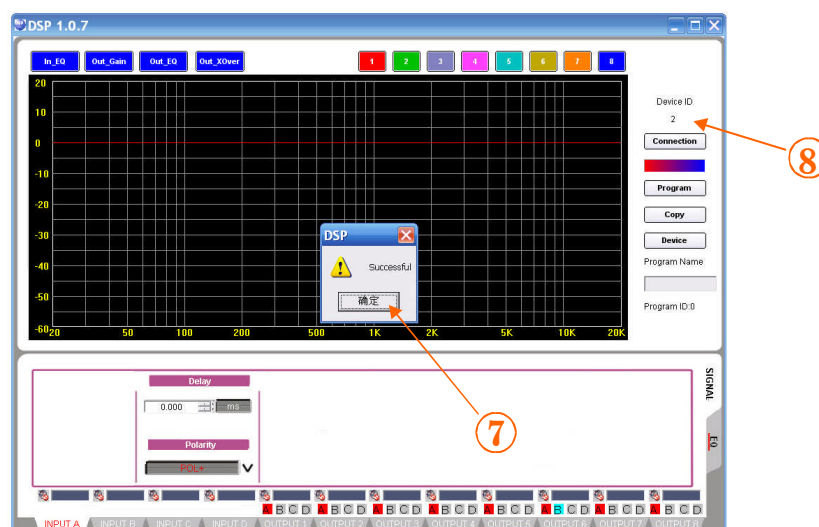 DSP 1.0.7
In_EQ Out_Gain Out_EQ Out_XOver 1 2 3 4 5 6 7 8
20
10
0
-10
-20
-30
-40
-50
-60
20 50 100 200 500 1K 2K 5K 10K 20K
Device ID
2
Connection
Program
Copy
Device
Program Name
Program ID:0
8
DSP
Successful
确定
7
Delay
0.000 ms
Polarity
POL+
SIGNAL
EQ
A B C D A B C D A B C D A B C D A B C D A B C D A B C D A B C D
INPUT A INPUT B INPUT C INPUT D OUTPUT 1 OUTPUT 2 OUTPUT 3 OUTPUT 4 OUTPUT 5 OUTPUT 6 OUTPUT 7 OUTPUT 8